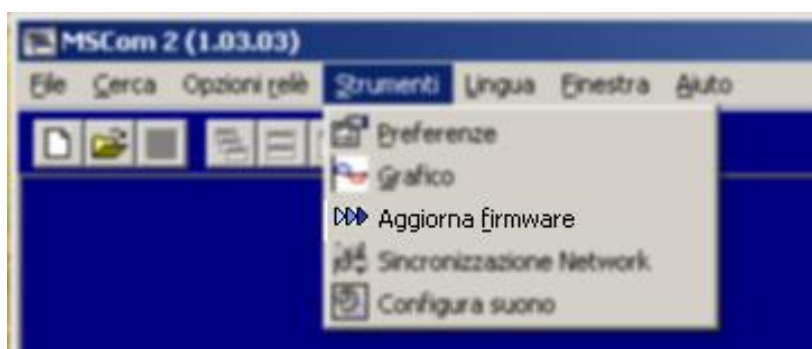 MSCom 2 (1.03.03)
File Cerca Opzioni relè Strumenti Lingua Finestra Aiuto
Preferenze
Grafico
Aggiorna firmware
Sincronizzazione Network
Configura suono